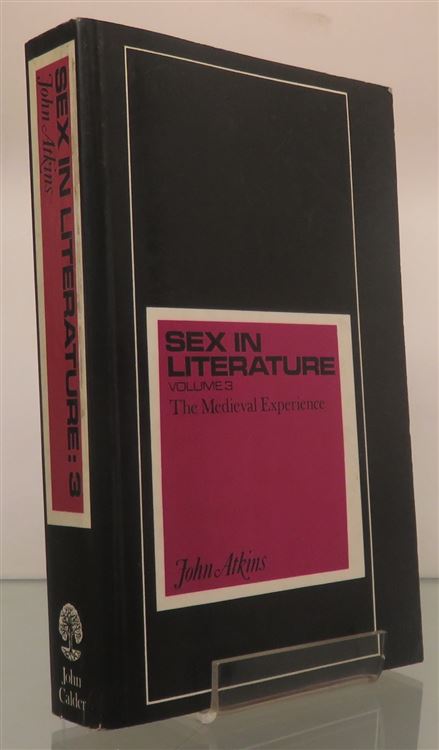 SEX IN LITERATURE: 3
John Atkins
John
Calder
SEX IN
LITERATURE
VOLUME 3
The Medieval Experience
John Atkins